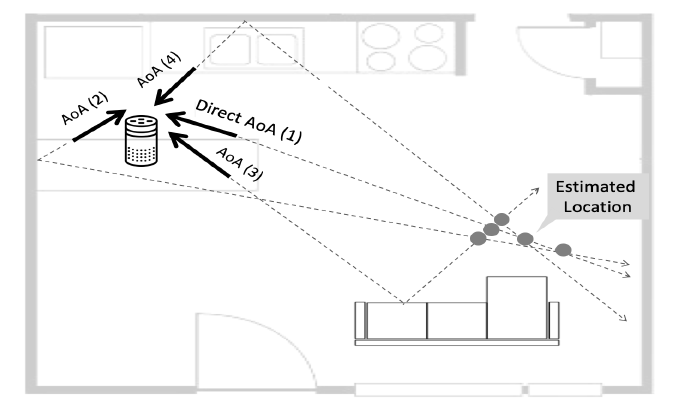 AoA (4)
AoA (2)
Direct AoA (1)
AoA (3)
Estimated
Location